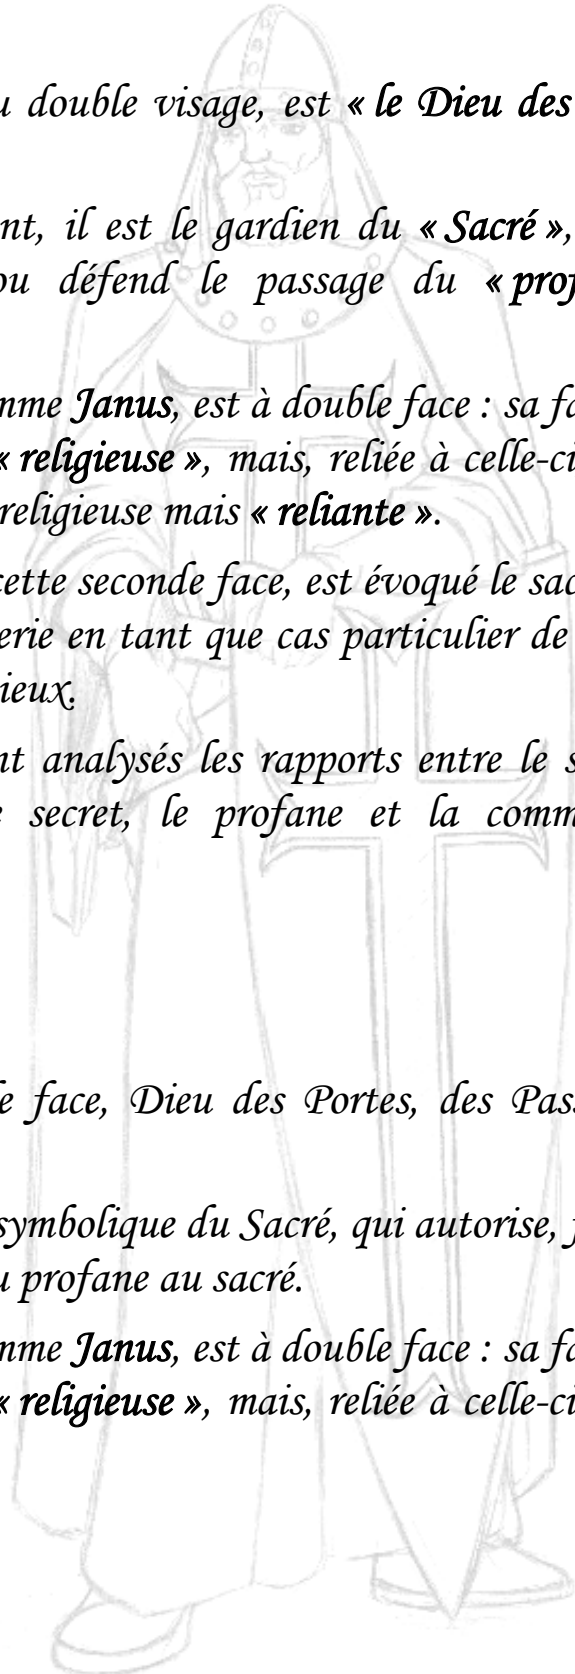 u double visage, est « le Dieu des
nt, il est le gardien du « Sacré »,
ou défend le passage du « prof
nme Janus, est à double face : sa fa
« religieuse », mais, reliée à celle-ci
religieuse mais « reliante ».
cette seconde face, est évoqué le sac
erie en tant que cas particulier de
ieux.
nt analysés les rapports entre le s
e secret, le profane et la comm
le face, Dieu des Portes, des Pass
symbolique du Sacré, qui autorise, f
u profane au sacré.
nme Janus, est à double face : sa fa
« religieuse », mais, reliée à celle-ci